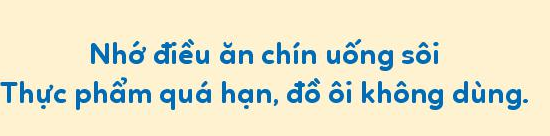 Nhớ điều ăn chín uống sôi
Thực phẩm quá hạn, đồ ôi không dùng.